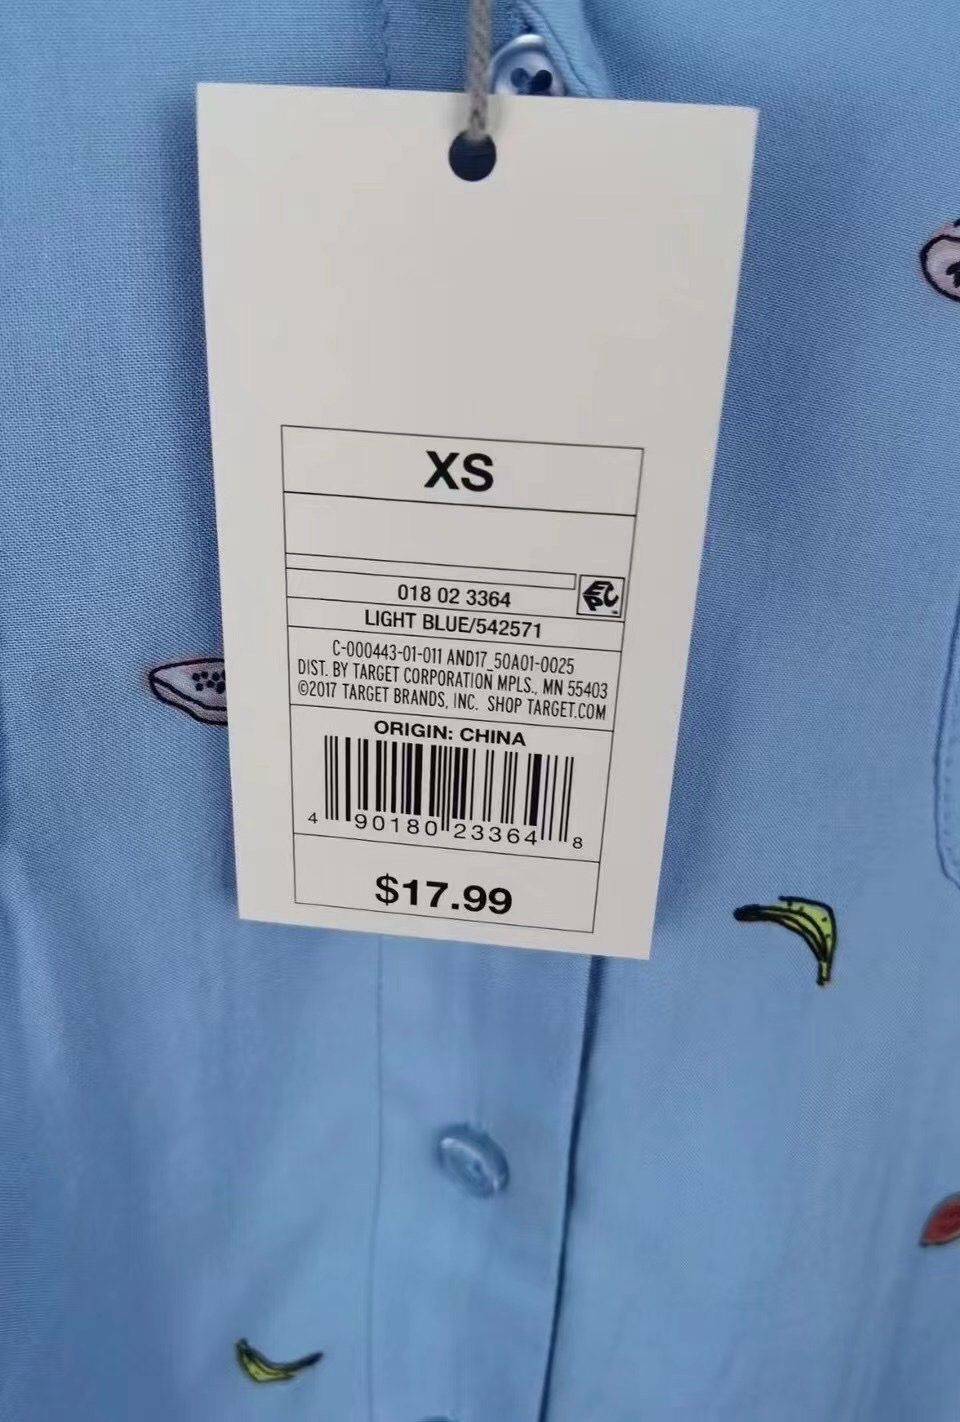 XS
018 02 3364
EPC
LIGHT BLUE/542571
C-000443-01-011 AND17_50A01-0025
DIST. BY TARGET CORPORATION MPLS., MN 55403
©2017 TARGET BRANDS, INC. SHOP TARGET.COM
ORIGIN: CHINA
4 90180 23364 8
$17.99